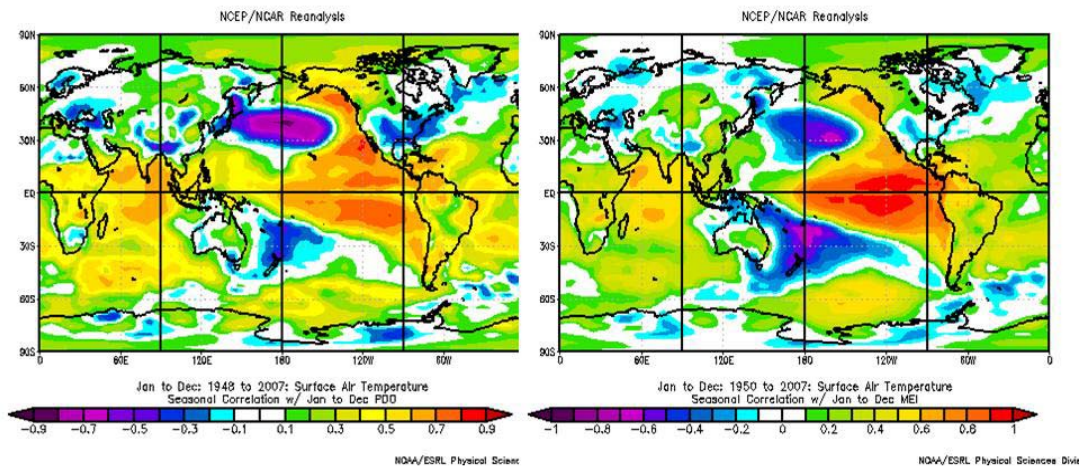 NCEP/NCAR Reanalysis
90N
60N
30N
EQ
30S
60S
90S
0
60E
120E
180
120W
60W
Jan to Dec: 1948 to 2007: Surface Air Temperature
Seasonal Correlation w/ Jan to Dec PDO
-0.9 -0.7 -0.5 -0.3 -0.1 0.1 0.3 0.5 0.7 0.9
NOAA/ESRL Physical Scienc
NCEP/NCAR Reanalysis
90N
60N
30N
EQ
30S
60S
90S
0
60E
120E
180
120W
60W
0
Jan to Dec: 1950 to 2007: Surface Air Temperature
Seasonal Correlation w/ Jan to Dec MEI
-1 -0.8 -0.6 -0.4 -0.2 0 0.2 0.4 0.6 0.8 1
NOAA/ESRL Physical Sciences Divi